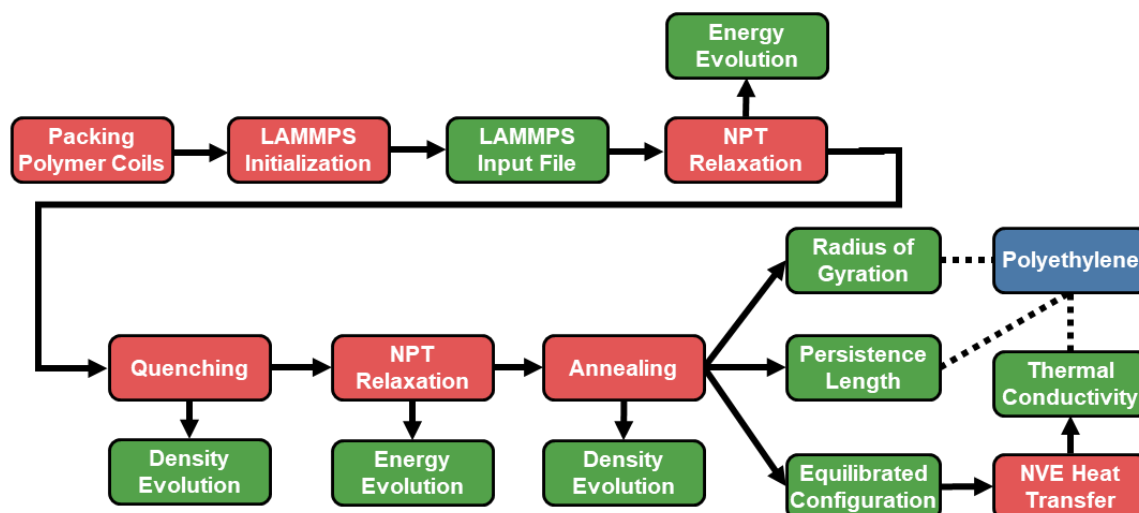 Energy
Evolution
Packing
Polymer Coils
LAMMPS
Initialization
LAMMPS
Input File
NPT
Relaxation
Radius of
Gyration
Polyethylene
Quenching
NPT
Relaxation
Annealing
Persistence
Length
Thermal
Conductivity
Density
Evolution
Energy
Evolution
Density
Evolution
Equilibrated
Configuration
NVE Heat
Transfer